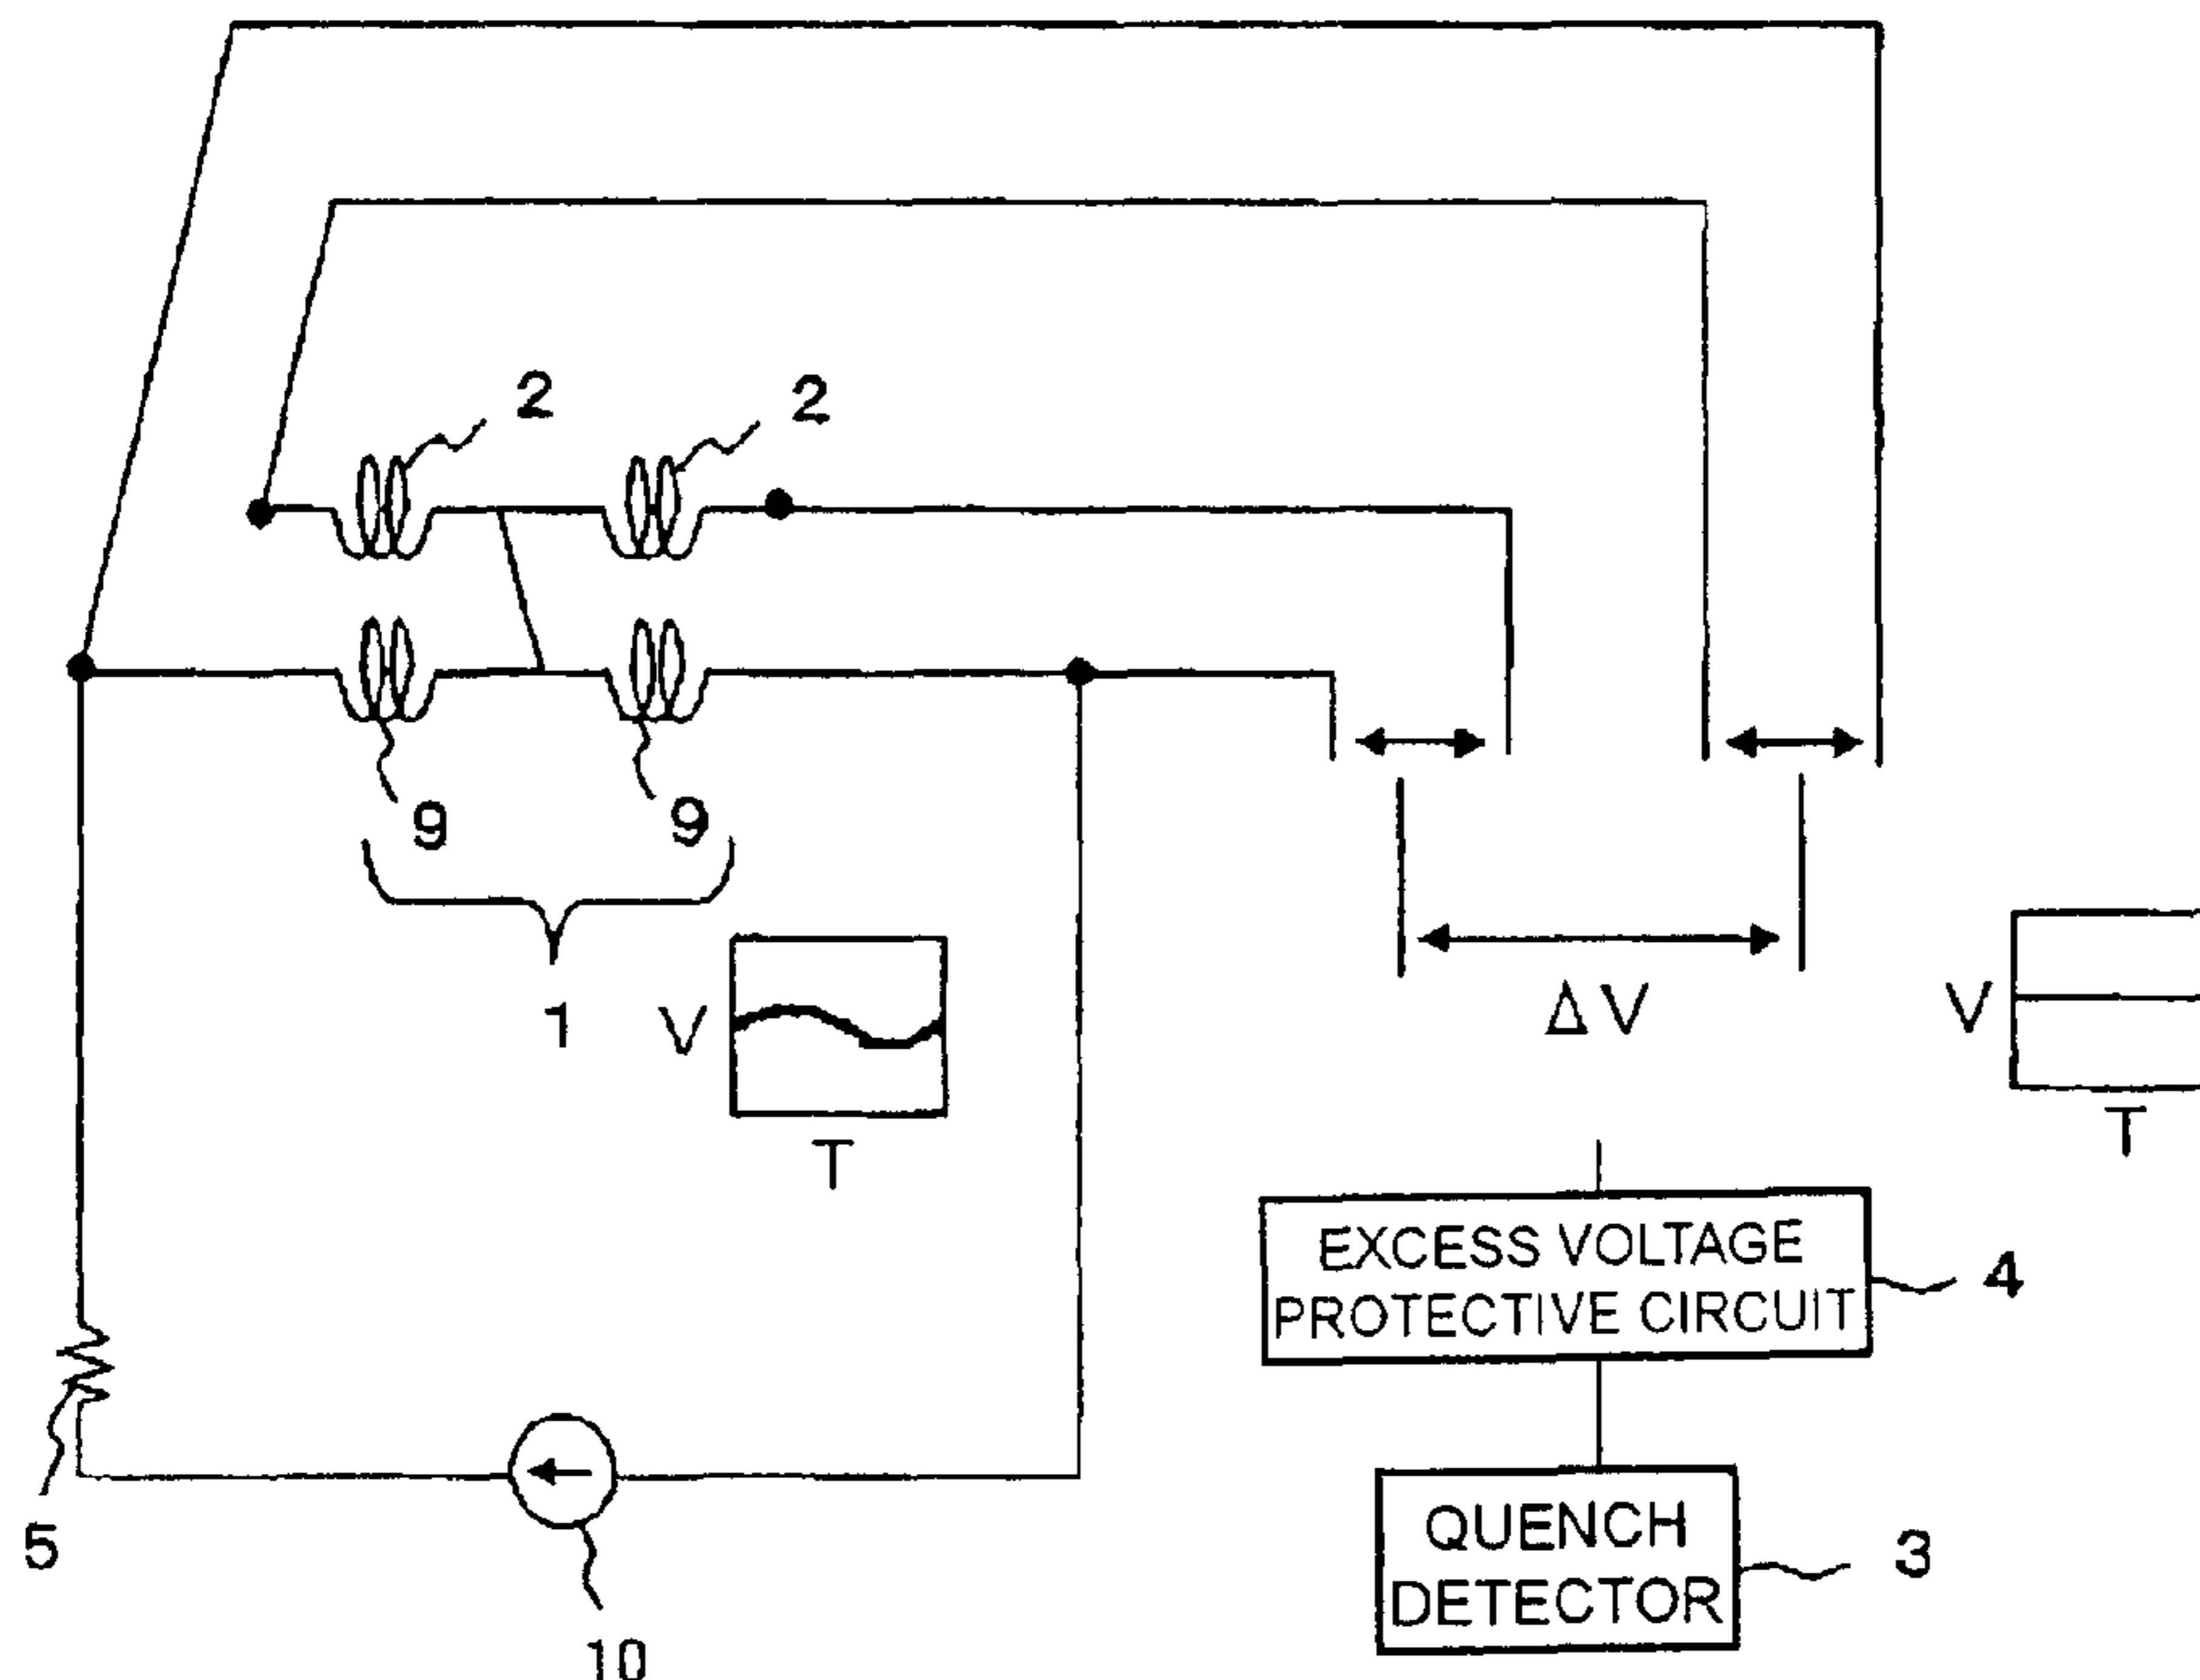 2
2
9
9
1
V
T
ΔV
V
T
EXCESS VOLTAGE
PROTECTIVE CIRCUIT
4
5
QUENCH
DETECTOR
3
10